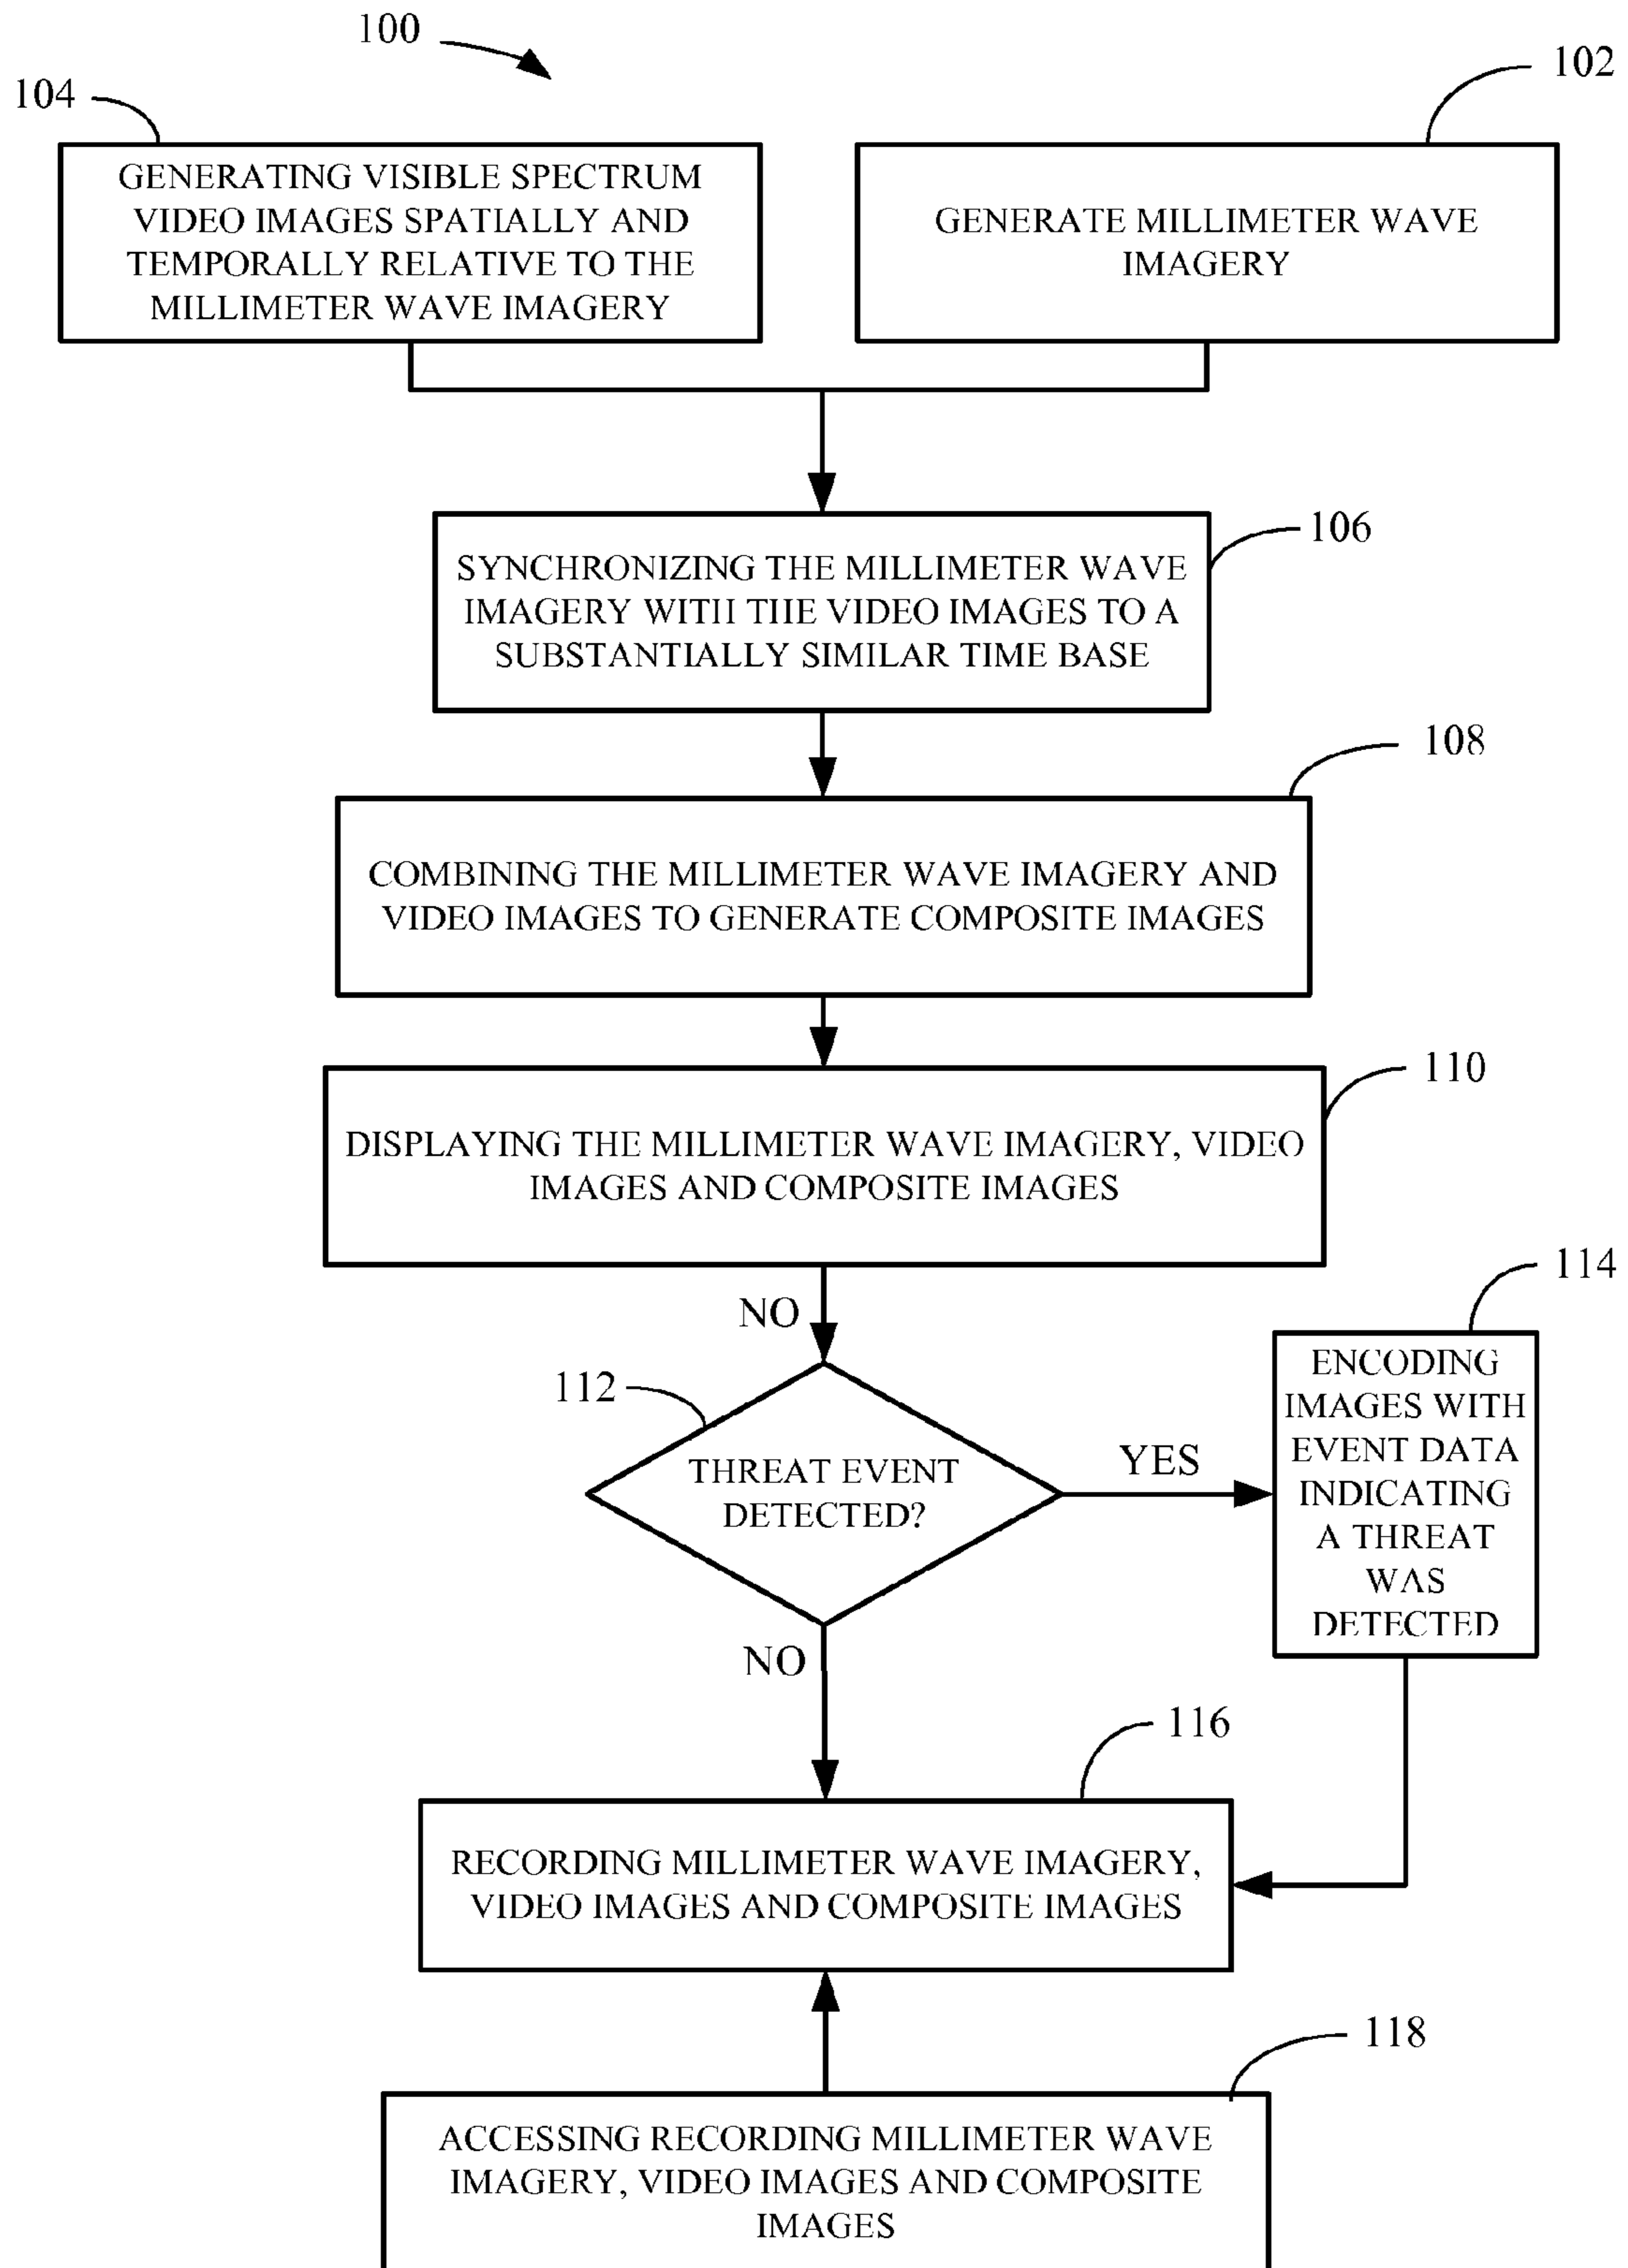 100
102
104
GENERATING VISIBLE SPECTRUM
VIDEO IMAGES SPATIALLY AND
TEMPORALLY RELATIVE TO THE
MILLIMETER WAVE IMAGERY
GENERATE MILLIMETER WAVE
IMAGERY
106
SYNCHRONIZING THE MILLIMETER WAVE
IMAGERY WITH THE VIDEO IMAGES TO A
SUBSTANTIALLY SIMILAR TIME BASE
108
COMBINING THE MILLIMETER WAVE IMAGERY AND
VIDEO IMAGES TO GENERATE COMPOSITE IMAGES
110
DISPLAYING THE MILLIMETER WAVE IMAGERY, VIDEO
IMAGES AND COMPOSITE IMAGES
NO
112
THREAT EVENT
DETECTED?
YES
114
ENCODING
IMAGES WITH
EVENT DATA
INDICATING
A THREAT
WAS
DETECTED
NO
116
RECORDING MILLIMETER WAVE IMAGERY,
VIDEO IMAGES AND COMPOSITE IMAGES
118
ACCESSING RECORDING MILLIMETER WAVE
IMAGERY, VIDEO IMAGES AND COMPOSITE
IMAGES